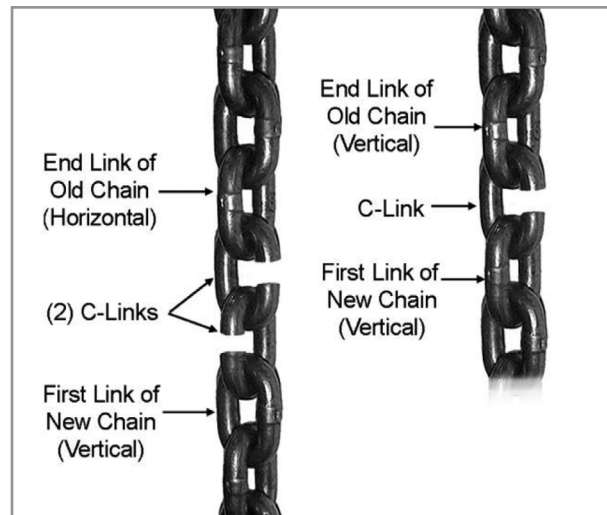 End Link of
Old Chain
(Horizontal)
(2) C-Links
First Link of
New Chain
(Vertical)
End Link of
Old Chain
(Vertical)
C-Link
First Link of
New Chain
(Vertical)